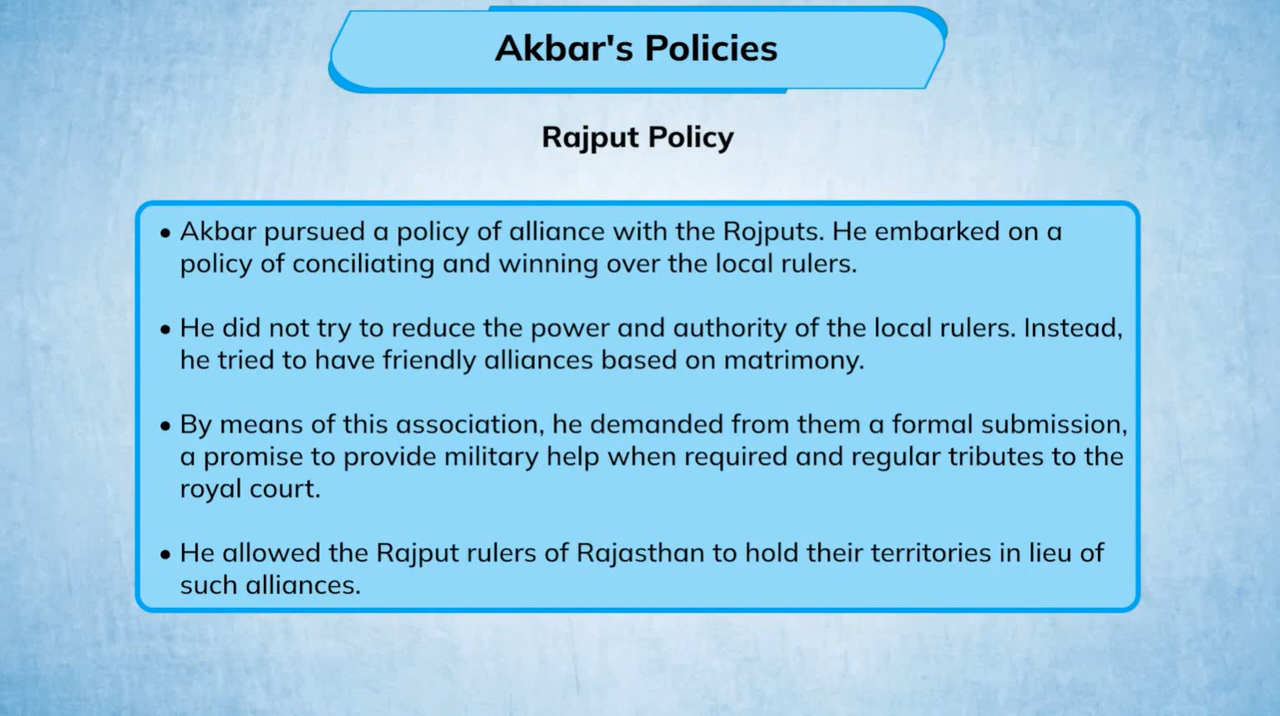 Akbar's Policies
Rajput Policy
• Akbar pursued a policy of alliance with the Rojputs. He embarked on a
policy of conciliating and winning over the local rulers.
• He did not try to reduce the power and authority of the local rulers. Instead,
he tried to have friendly alliances based on matrimony.
• By means of this association, he demanded from them a formal submission,
a promise to provide military help when required and regular tributes to the
royal court.
• He allowed the Rajput rulers of Rajasthan to hold their territories in lieu of
such alliances.